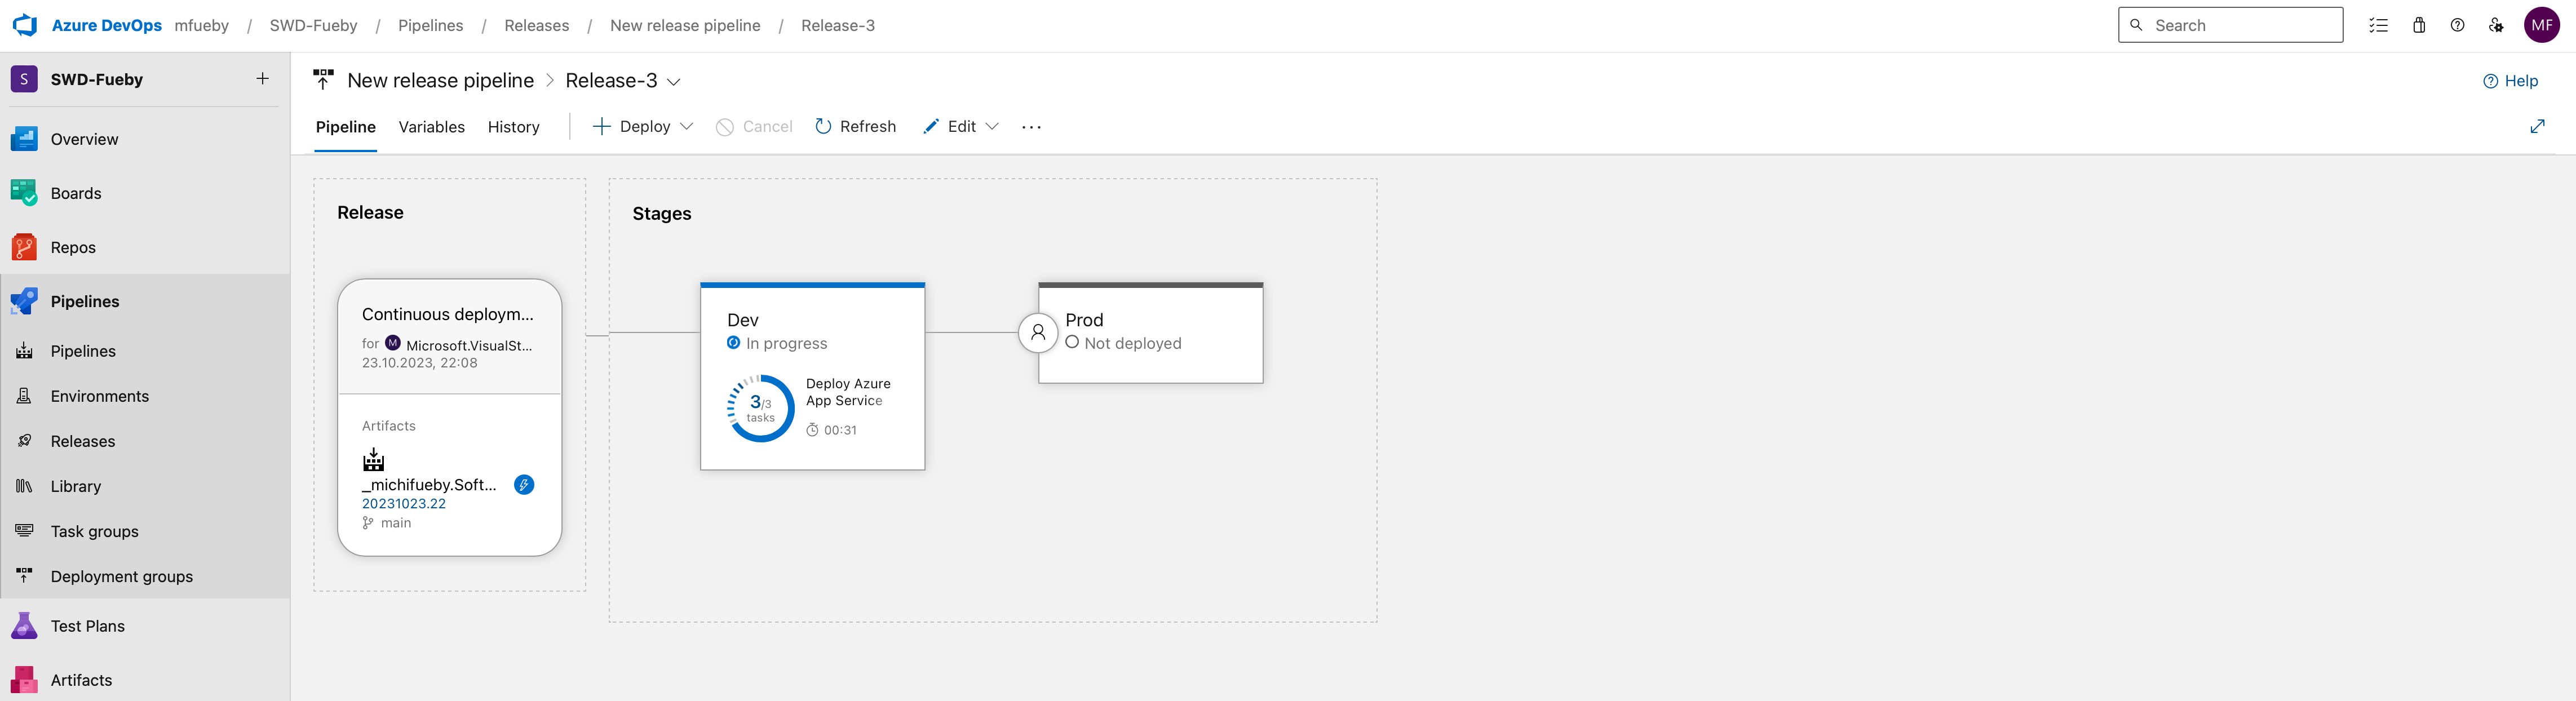 Azure DevOps mfueby / SWD-Fueby / Pipelines / Releases / New release pipeline / Release-3
Search
MF
S SWD-Fueby
Overview
Boards
Repos
Pipelines
Pipelines
Environments
Releases
Library
Task groups
Deployment groups
Test Plans
Artifacts
New release pipeline > Release-3
Help
Pipeline Variables History Deploy Cancel Refresh Edit ...
Release
Continuous deploym...
for M Microsoft.VisualSt...
23.10.2023, 22:08
Artifacts
_michifueby.Soft...
20231023.22
main
Stages
Dev
In progress
3/3
tasks
Deploy Azure
App Service
00:31
Prod
Not deployed